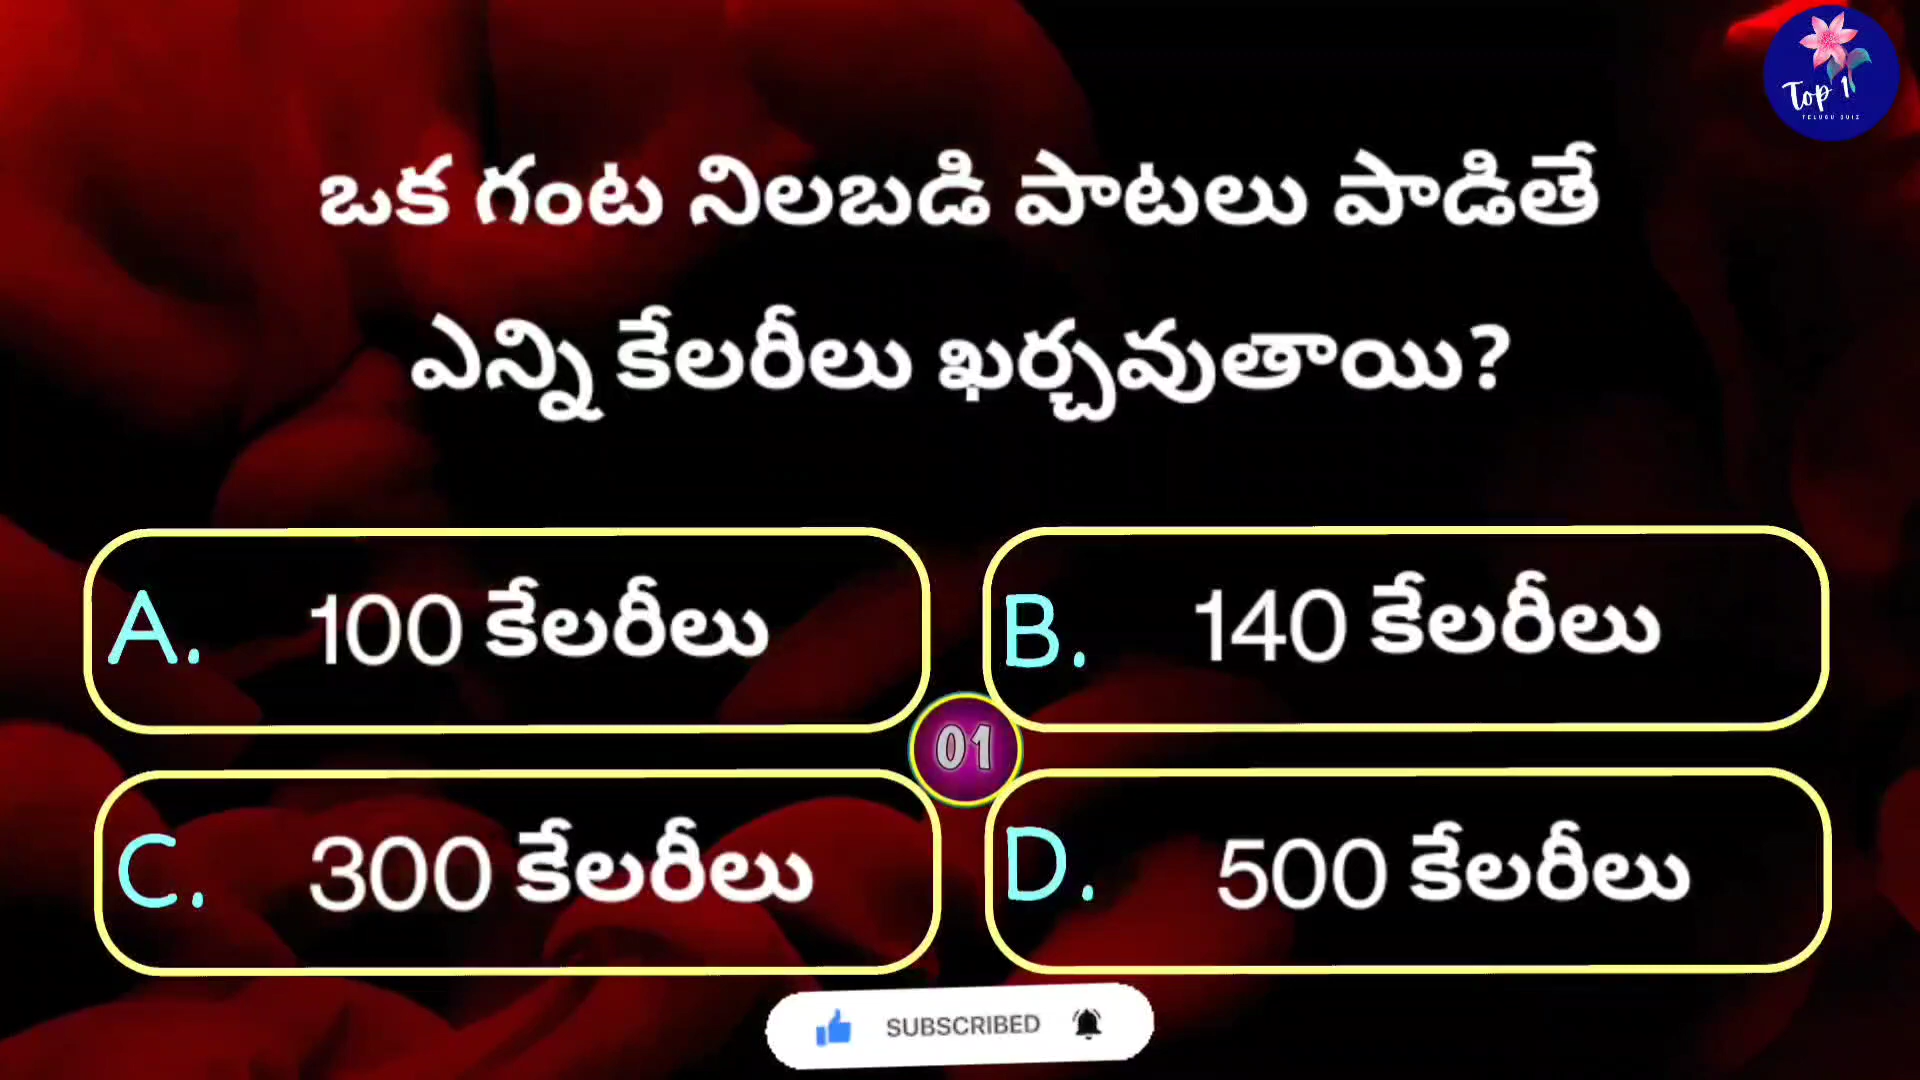 Top 1
TELUGU QUIZ
ఒక గంట నిలబడి పాటలు పాడితే
ఎన్ని కేలరీలు ఖర్చవుతాయి?
A. 100 కేలరీలు
B. 140 కేలరీలు
01
C. 300 కేలరీలు
D. 500 కేలరీలు
SUBSCRIBED